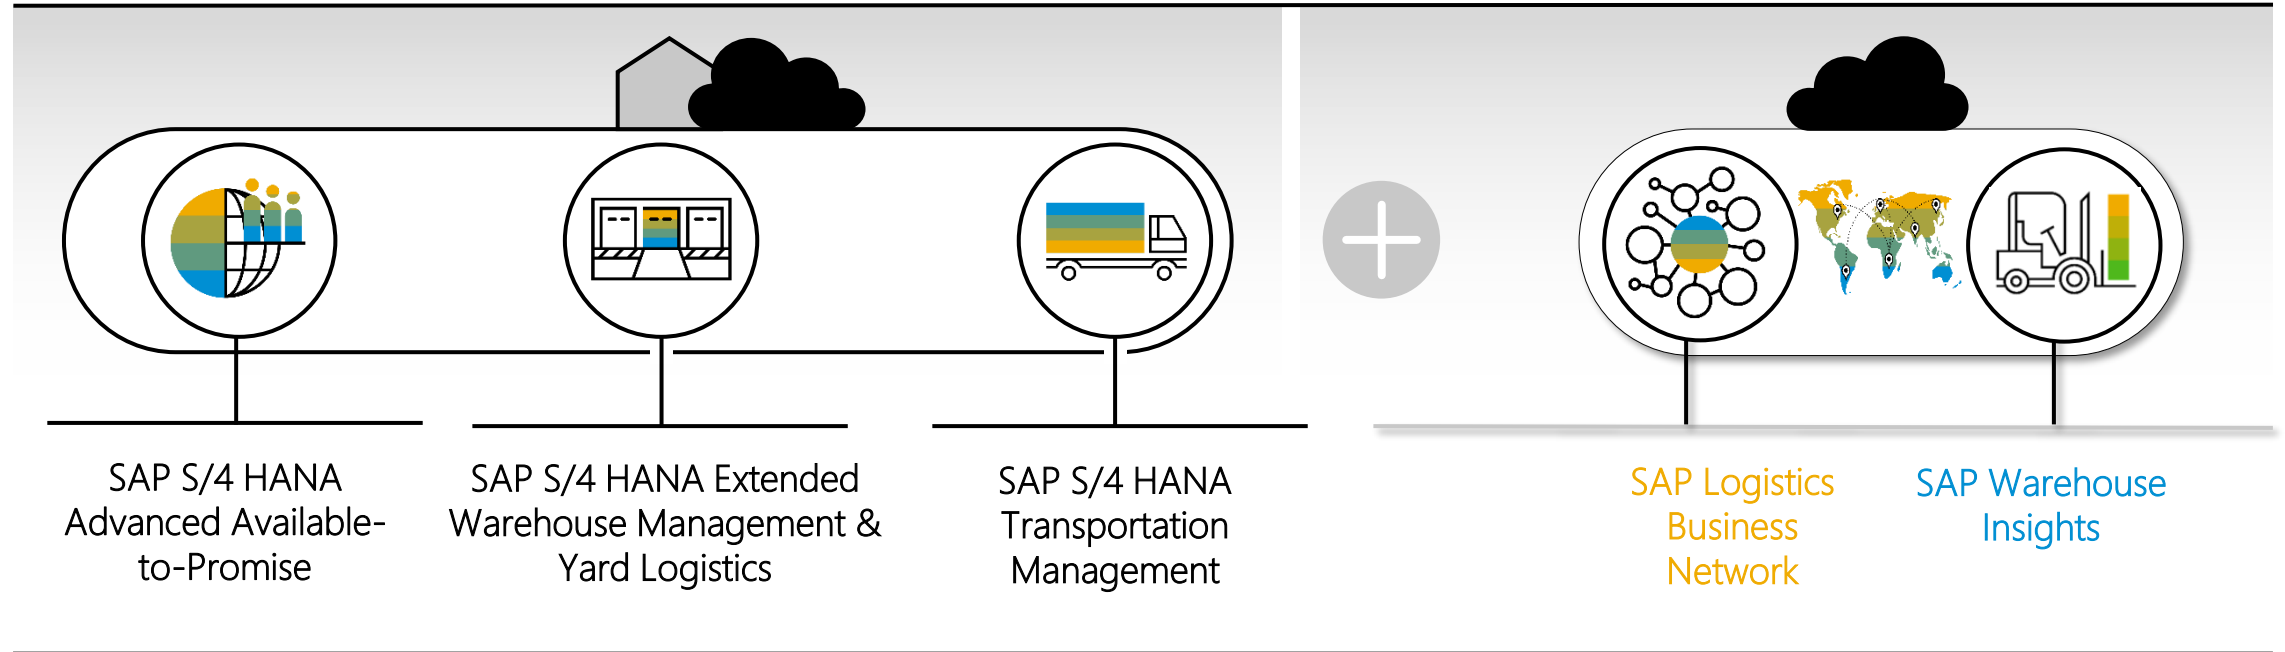 SAP S/4 HANA
Advanced Available-
to-Promise
SAP S/4 HANA Extended
Warehouse Management &
Yard Logistics
SAP S/4 HANA
Transportation
Management
SAP Logistics
Business
Network
SAP Warehouse
Insights